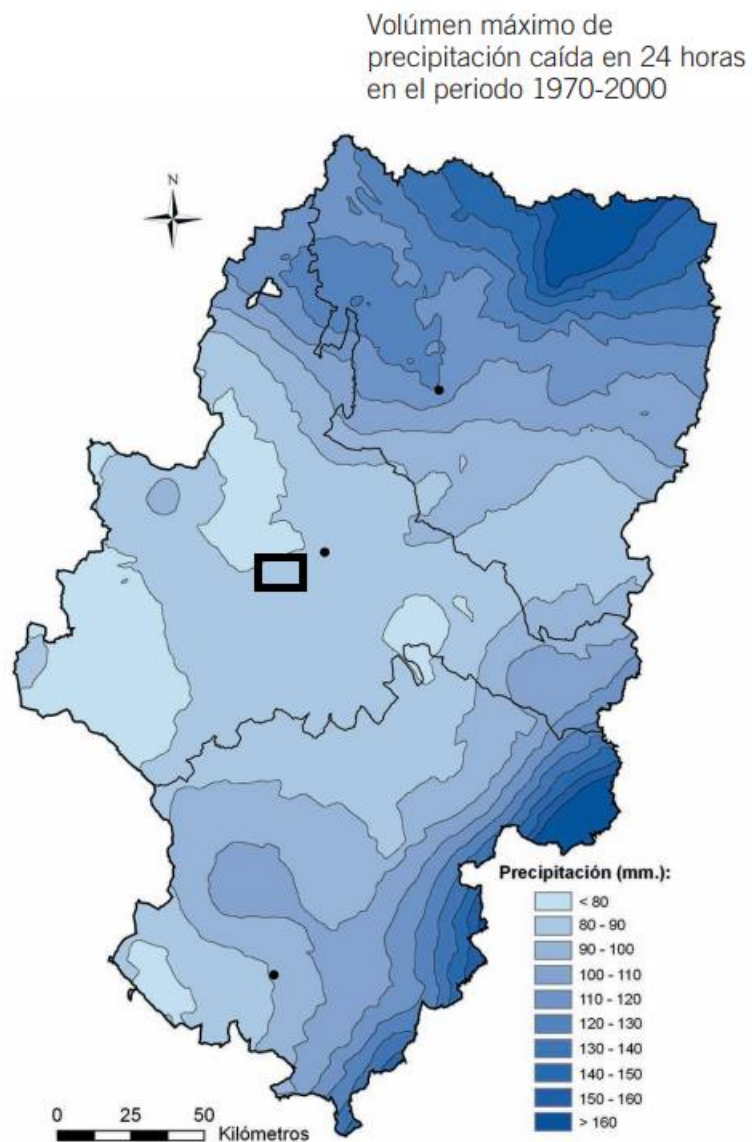 Volúmen máximo de
precipitación caída en 24 horas
en el periodo 1970-2000
N
Precipitación (mm.):
< 80
80 - 90
90 - 100
100 - 110
110 - 120
120 - 130
130 - 140
140 - 150
150 - 160
> 160
0 25 50
Kilómetros